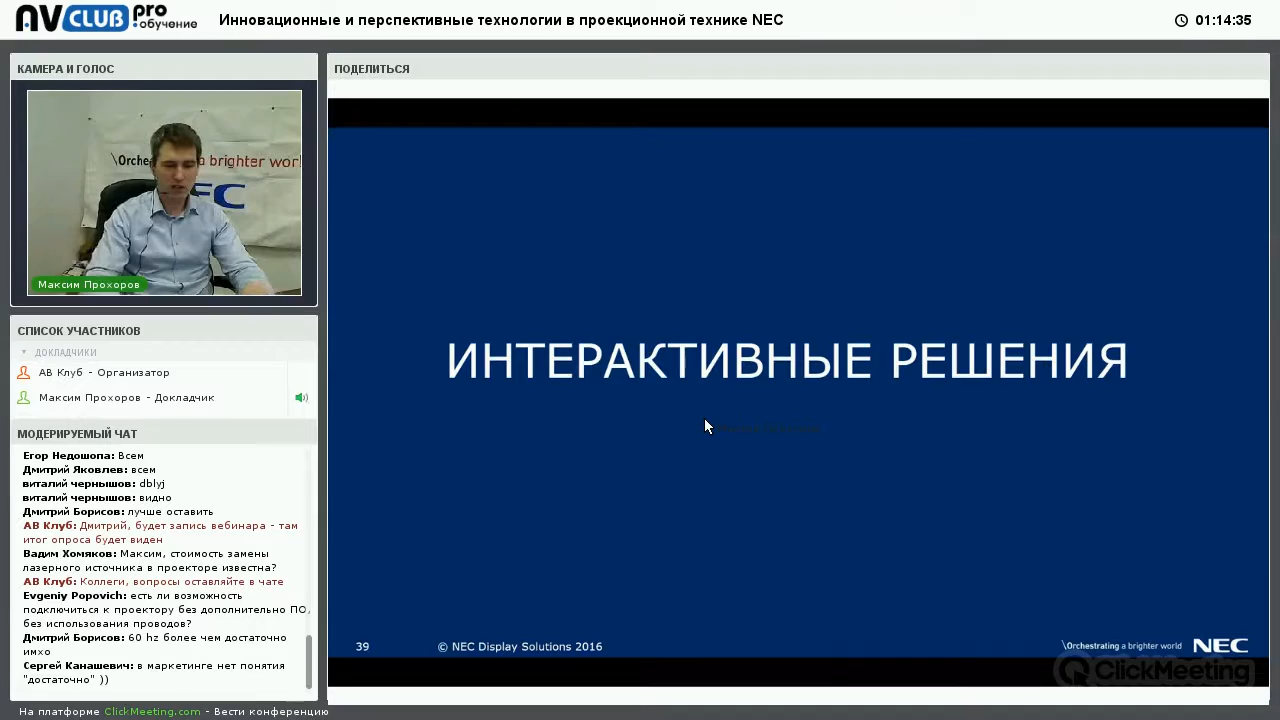 AV CLUB pro
.обучение
Инновационные и перспективные технологии в проекционной технике NEC
01:14:35
КАМЕРА И ГОЛОС
\Orche a brighter worl
NEC
Максим Прохоров
СПИСОК УЧАСТНИКОВ
ДОКЛАДЧИКИ
АВ Клуб - Организатор
Максим Прохоров - Докладчик
МОДЕРИРУЕМЫЙ ЧАТ
Егор Недошопа: Всем
Дмитрий Яковлев: всем
виталий чернышов: dblyj
виталий чернышов: видно
Дмитрий Борисов: лучше оставить
АВ Клуб: Дмитрий, будет запись вебинара - там
итог опроса будет виден
Вадим Хомяков: Максим, стоимость замены
лазерного источника в проекторе известна?
АВ Клуб: Коллеги, вопросы оставляйте в чате
Evgeniy Popovich: есть ли возможность
подключиться к проектору без дополнительно ПО,
без использования проводов?
Дмитрий Борисов: 60 hz более чем достаточно
имхо
Сергей Канашевич: в маркетинге нет понятия
"достаточно" ))
На платформе ClickMeeting.com - Вести конференцию
ПОДЕЛИТЬСЯ
ИНТЕРАКТИВНЫЕ РЕШЕНИЯ
39 © NEC Display Solutions 2016
\Orchestrating a brighter world NEC
ClickMeeting